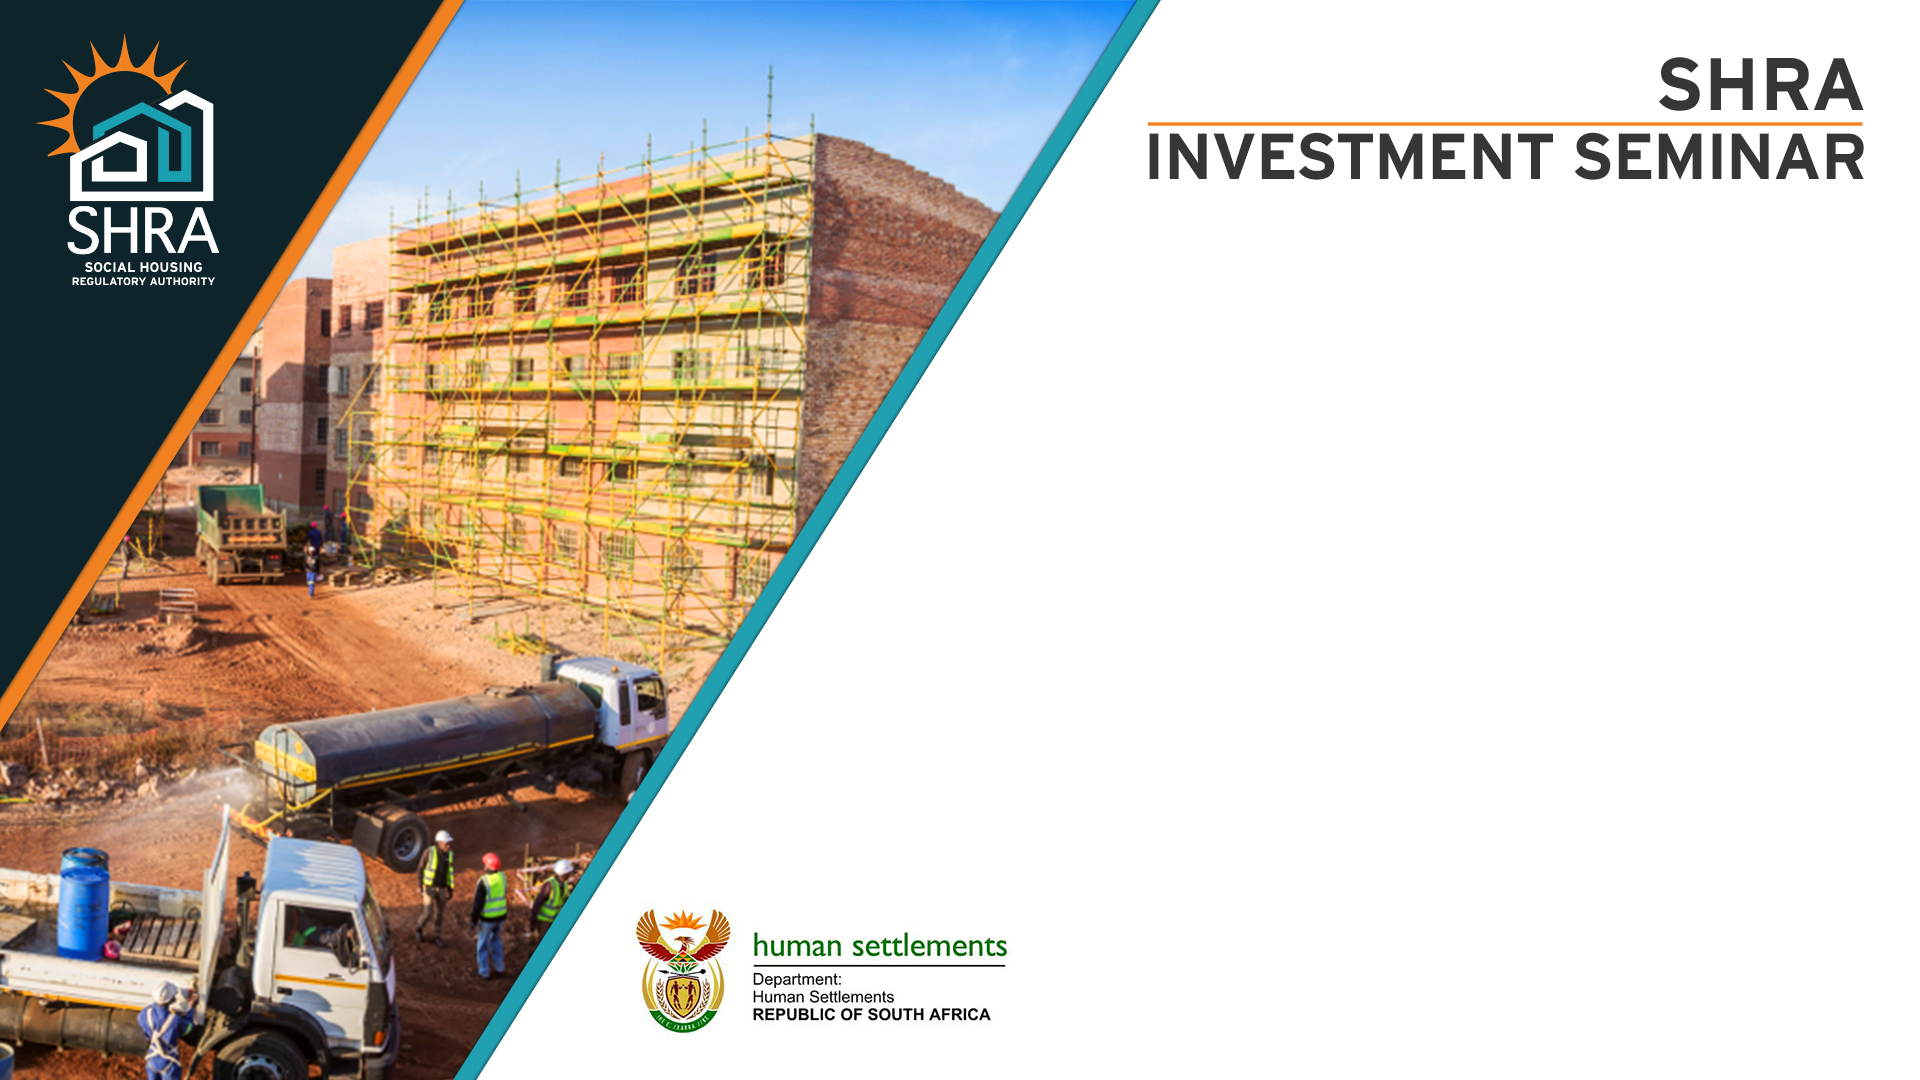 SHRA
SOCIAL HOUSING
REGULATORY AUTHORITY
SHRA
INVESTMENT SEMINAR
human settlements
Department:
Human Settlements
REPUBLIC OF SOUTH AFRICA